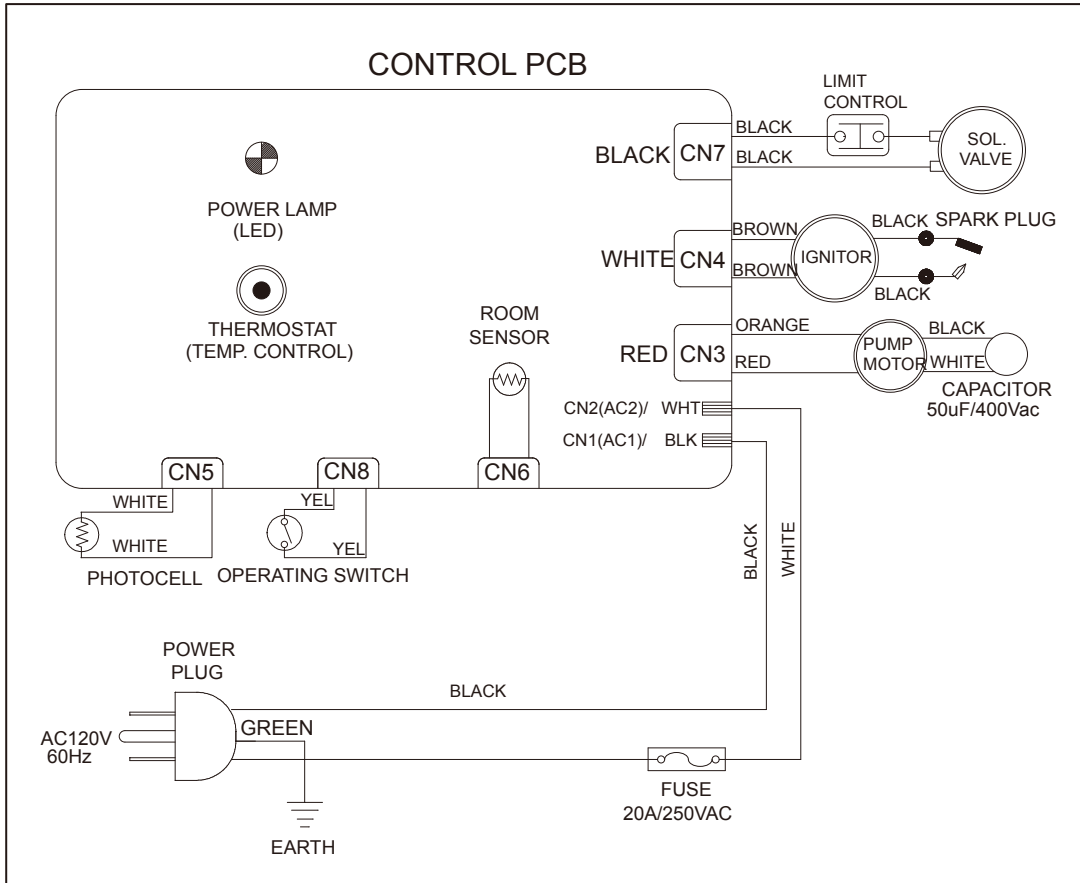 CONTROL PCB
LIMIT
CONTROL
BLACK
CN7
BLACK
BLACK
SOL.
VALVE
POWER LAMP
(LED)
WHITE
CN4
BROWN
BROWN
IGNITOR
BLACK
SPARK PLUG
BLACK
THERMOSTAT
(TEMP. CONTROL)
ROOM
SENSOR
RED
CN3
ORANGE
RED
PUMP
MOTOR
BLACK
WHITE
CAPACITOR
50uF/400Vac
CN2(AC2)/ WHT
CN1(AC1)/ BLK
CN5
CN8
CN6
WHITE
WHITE
PHOTOCELL
YEL
YEL
OPERATING SWITCH
BLACK
WHITE
POWER
PLUG
BLACK
GREEN
AC120V
60Hz
EARTH
FUSE
20A/250VAC